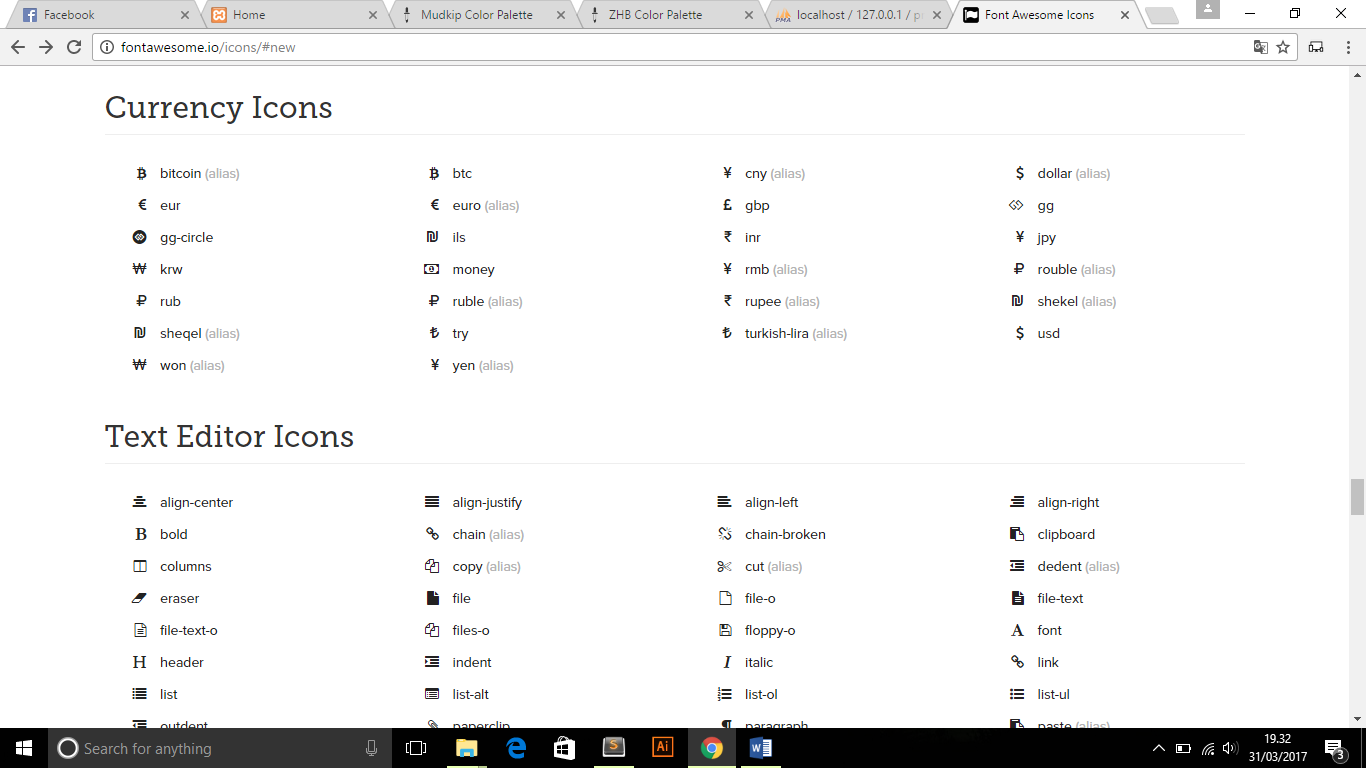 Facebook Home Mudkip Color Palette ZHB Color Palette localhost / 127.0.0.1 / p Font Awesome Icons
fontawesome.io/icons/#new
Currency Icons
bitcoin (alias) btc cny (alias) dollar (alias)
eur euro (alias) gbp gg
gg-circle ils inr jpy
krw money rmb (alias) rouble (alias)
rub ruble (alias) rupee (alias) shekel (alias)
sheqel (alias) try turkish-lira (alias) usd
won (alias) yen (alias)
Text Editor Icons
align-center align-justify align-left align-right
bold chain (alias) chain-broken clipboard
columns copy (alias) cut (alias) dedent (alias)
eraser file file-o file-text
file-text-o files-o floppy-o font
header indent italic link
list list-alt list-ol list-ul
outdent paperclip paragraph paste (alias)
Search for anything
19.32
31/03/2017
3